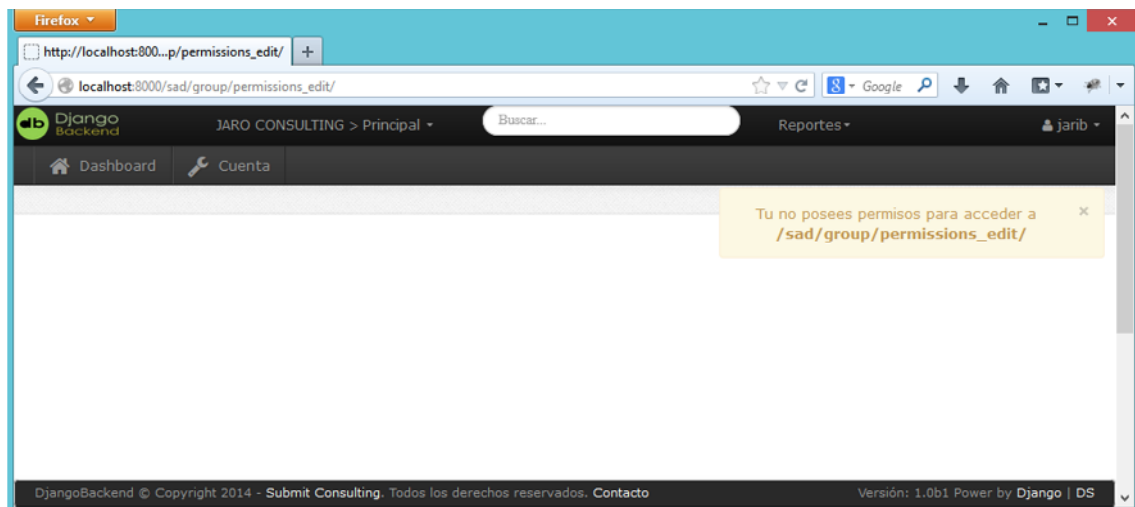 Firefox
http://localhost:800...p/permissions_edit/
localhost:8000/sad/group/permissions_edit/
Google
Django
Backend
JARO CONSULTING > Principal
Buscar...
Reportes
jarib
Dashboard
Cuenta
Tu no posees permisos para acceder a
/sad/group/permissions_edit/
DjangoBackend © Copyright 2014 - Submit Consulting. Todos los derechos reservados. Contacto
Versión: 1.0b1 Power by Django | DS